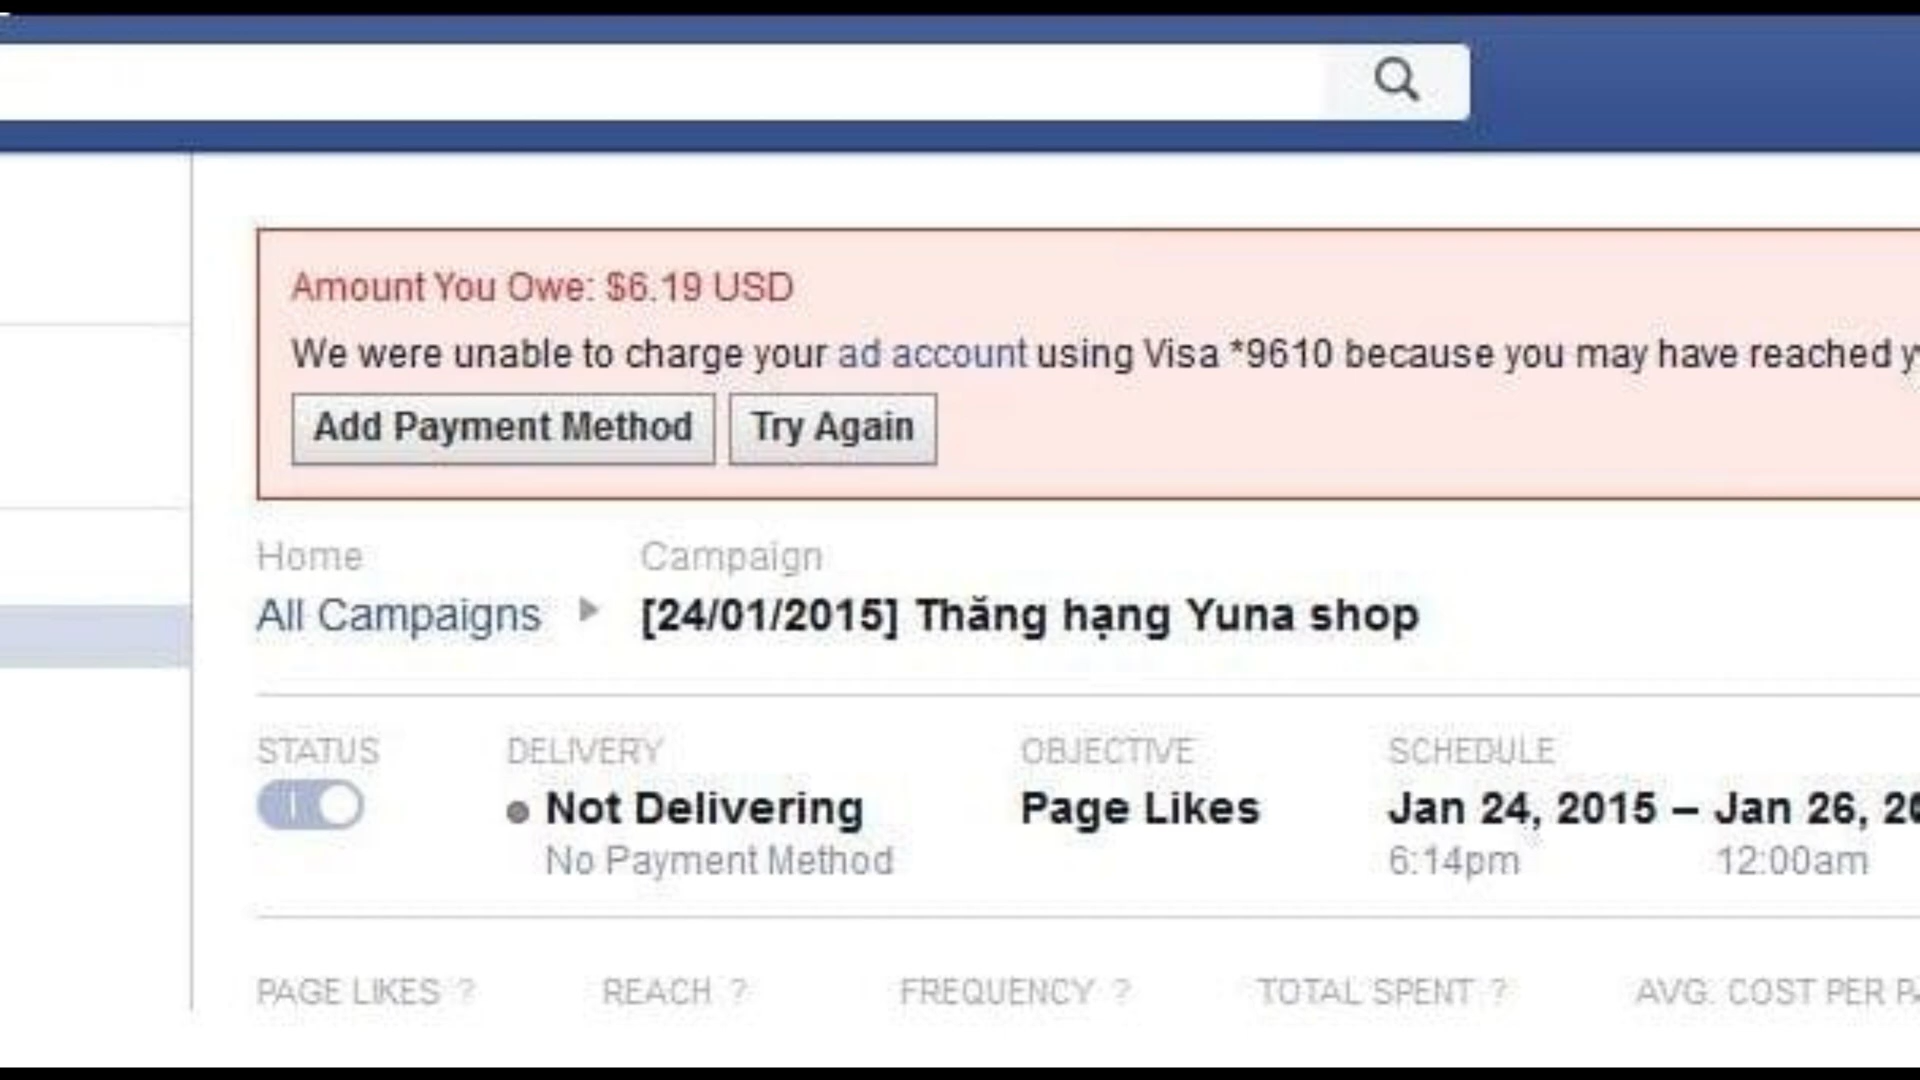 Amount You Owe: $6.19 USD
We were unable to charge your ad account using Visa *9610 because you may have reached
Add Payment Method Try Again
Home Campaign
All Campaigns [24/01/2015] Thăng hạng Yuna shop
STATUS DELIVERY OBJECTIVE SCHEDULE
Not Delivering Page Likes Jan 24, 2015 – Jan 26,
No Payment Method 6:14pm 12:00am
PAGE LIKES ? REACH ? FREQUENCY ? TOTAL SPENT ? AVG. COST PER